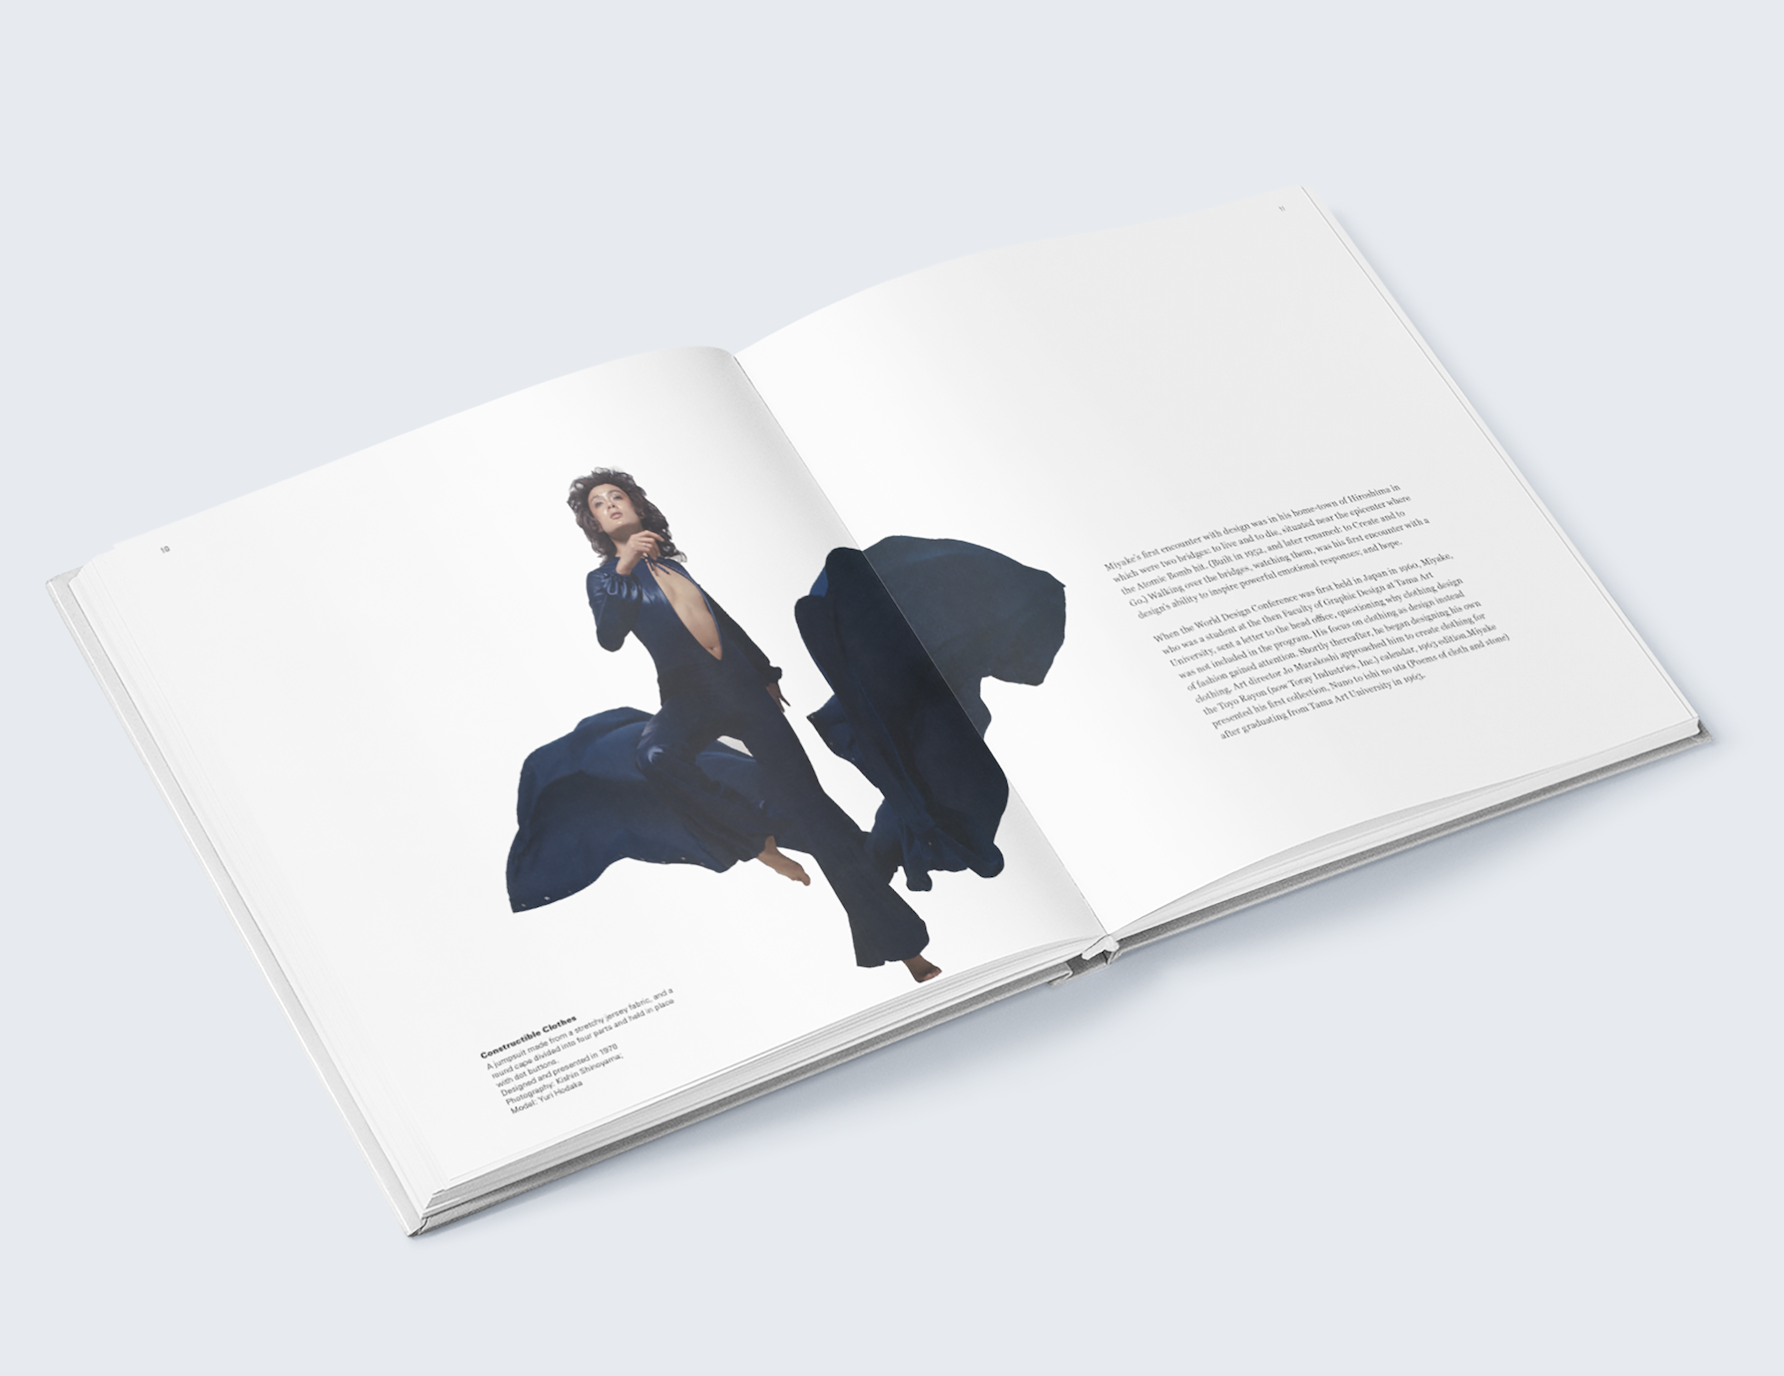 10
Constructible Clothes
A jumpsuit made from a stretchy jersey fabric, and a
round cape divided into four parts and held in place
with dot buttons.
Designed and presented in 1976
Photography: Kishin Shinoyama;
Model: Yuri Hodaka
11
Miyake's first encounter with design was in his home-town of Hiroshima in
which were two bridges: to live and to die, situated near the epicenter where
the Atomic Bomb hit. (Built in 1952, and later renamed: to Create and to
Go.) Walking over the bridges, watching them, was his first encounter with a
design's ability to inspire powerful emotional responses; and hope.
When the World Design Conference was first held in Japan in 1960, Miyake,
who was a student at the then Faculty of Graphic Design at Tama Art
University, sent a letter to the head office, questioning why clothing design
was not included in the program. His focus on clothing as design instead
of fashion gained attention. Shortly thereafter, he began designing his own
clothing. Art director Jo Murakoshi approached him to create clothing for
the Toyo Rayon (now Toray Industries, Inc.) calendar, 1963 edition.Miyake
presented his first collection, Nuno to ishi no uta (Poems of cloth and stone)
after graduating from Tama Art University in 1963.